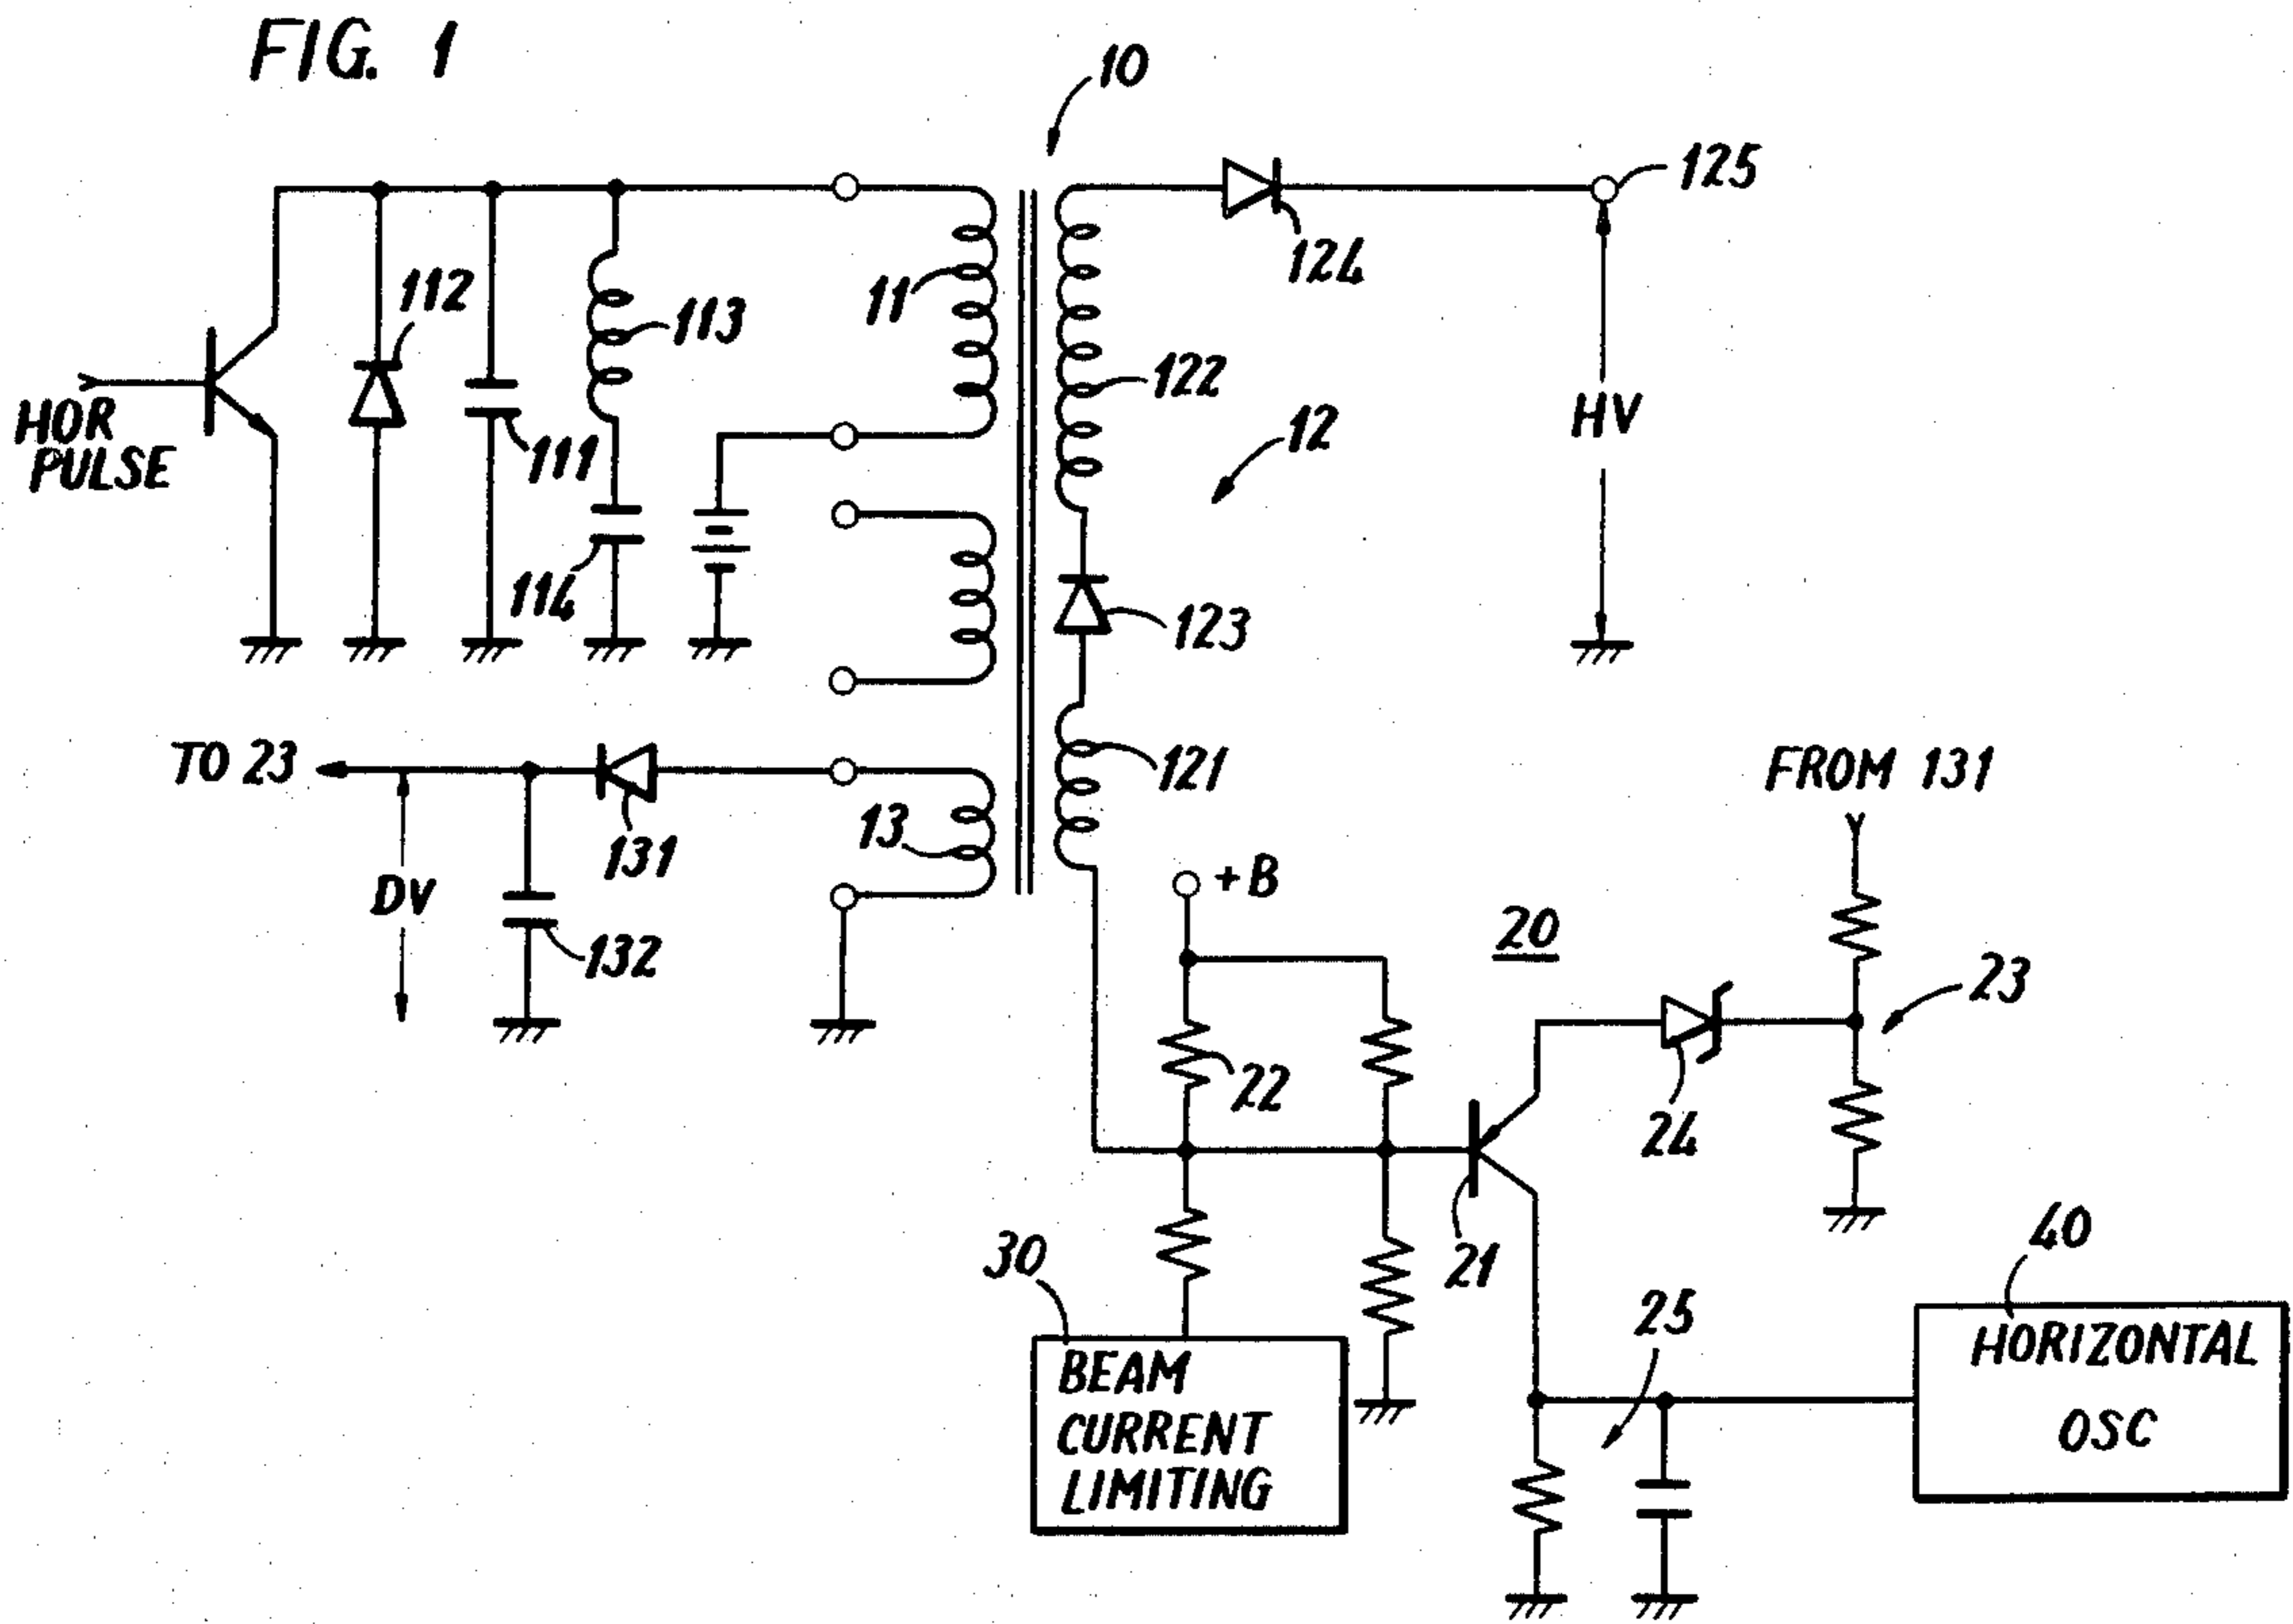 FIG. 1
10
125
124
112
11
113
122
HV
12
HOR
PULSE
111
114
123
TO 23
121
FROM 131
13
131
DV
+B
132
20
23
22
24
30
21
40
25
BEAM
CURRENT
LIMITING
HORIZONTAL
OSC